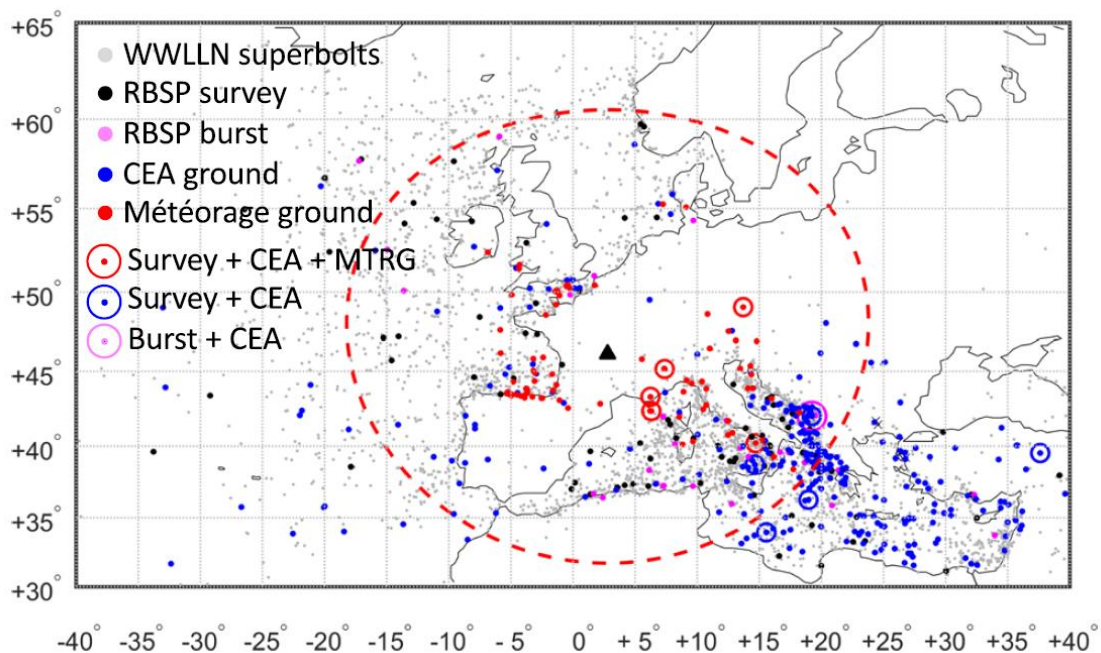 +65°
WWLLN superbolts
RBSP survey
+60°
RBSP burst
CEA ground
+55°
Météorage ground
Survey + CEA + MTRG
+50°
Survey + CEA
Burst + CEA
+45°
+40°
+35°
+30°
-40° -35° -30° -25° -20° -15° -10° -5° 0° +5° +10° +15° +20° +25° +30° +35° +40°